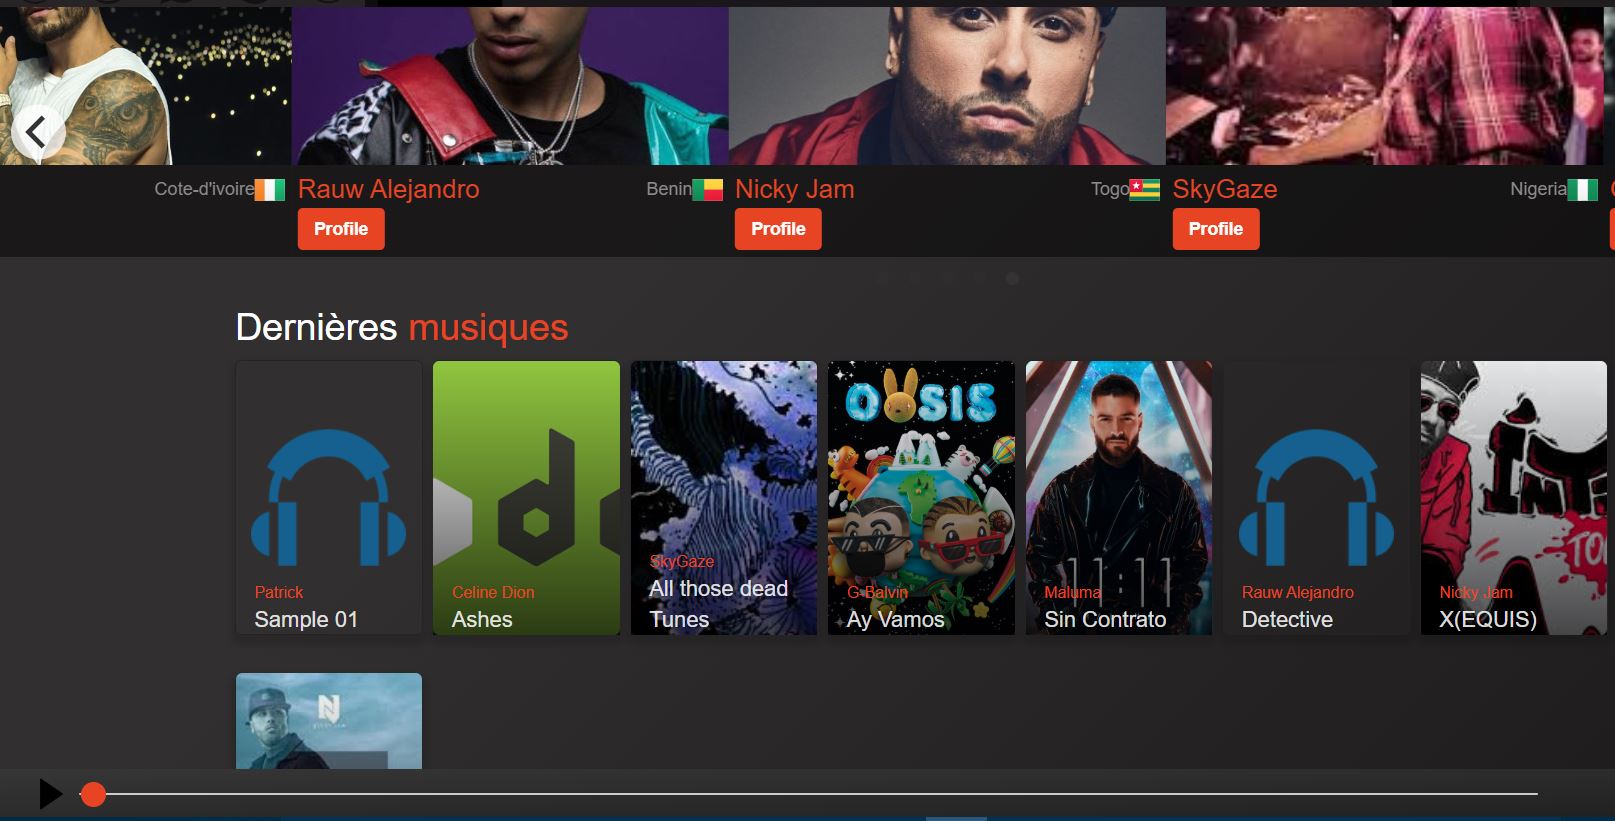 Cote-d'ivoire
Rauw Alejandro
Benin
Nicky Jam
Togo
SkyGaze
Nigeria
Profile
Profile
Profile
Dernières musiques
OASIS
11:11
Patrick
Sample 01
Celine Dion
Ashes
SkyGaze
All those dead
Tunes
G-Balvin
Ay Vamos
Maluma
Sin Contrato
Rauw Alejandro
Detective
Nicky Jam
X(EQUIS)